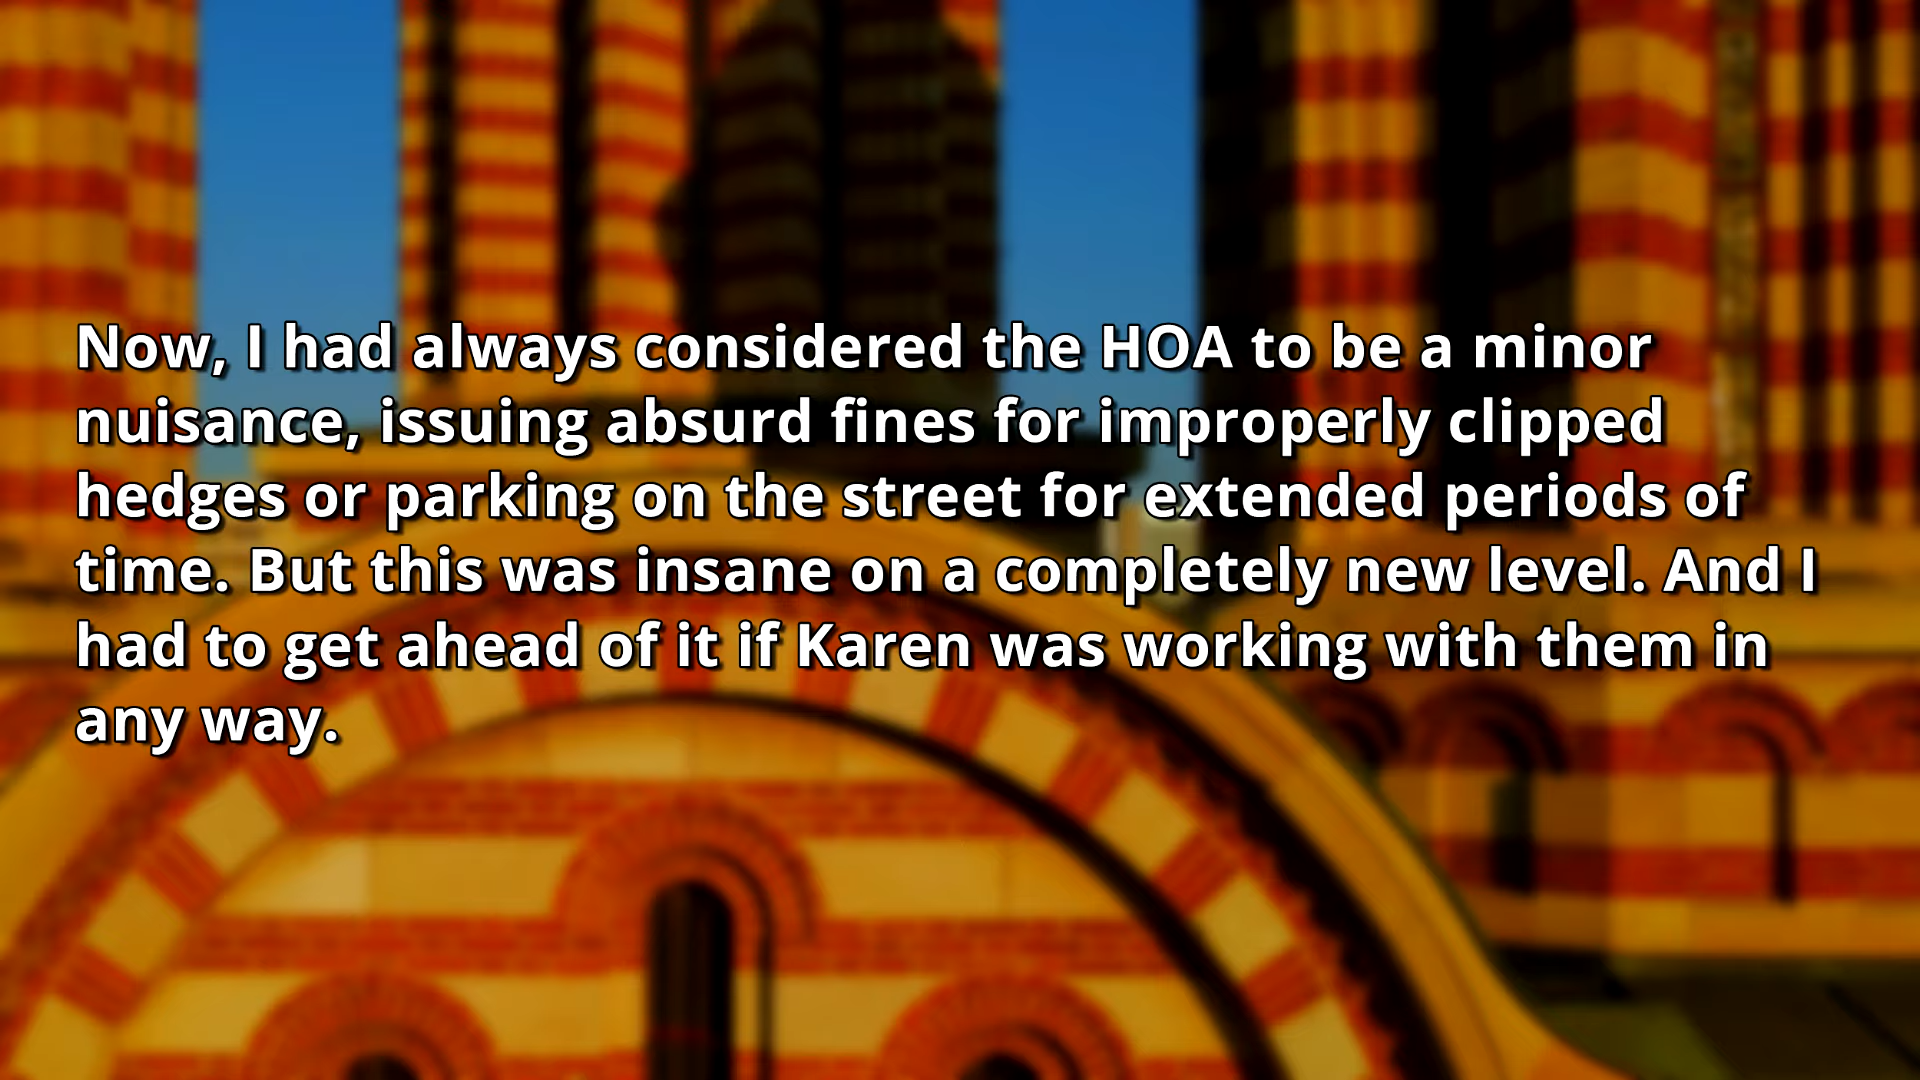 Now, I had always considered the HOA to be a minor
nuisance, issuing absurd fines for improperly clipped
hedges or parking on the street for extended periods of
time. But this was insane on a completely new level. And I
had to get ahead of it if Karen was working with them in
any way.